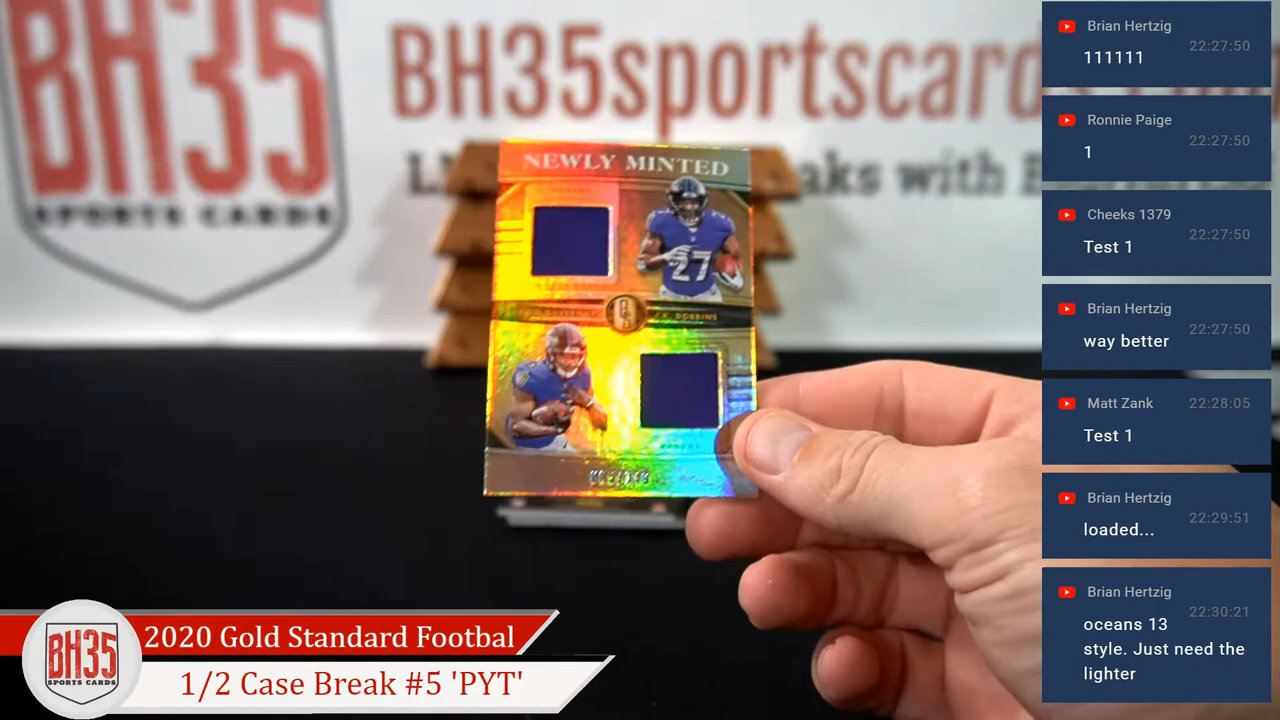 BH35
SPORTS CARDS
BH35sportscard
aks with
NEWLY MINTED
27
J.K. DOBBINS
BH35
SPORTS CARDS
2020 Gold Standard Footbal
1/2 Case Break #5 'PYT'
Brian Hertzig
22:27:50
111111
Ronnie Paige
22:27:50
1
Cheeks 1379
22:27:50
Test 1
Brian Hertzig
22:27:50
way better
Matt Zank
22:28:05
Test 1
Brian Hertzig
22:29:51
loaded...
Brian Hertzig
22:30:21
oceans 13
style. Just need the
lighter